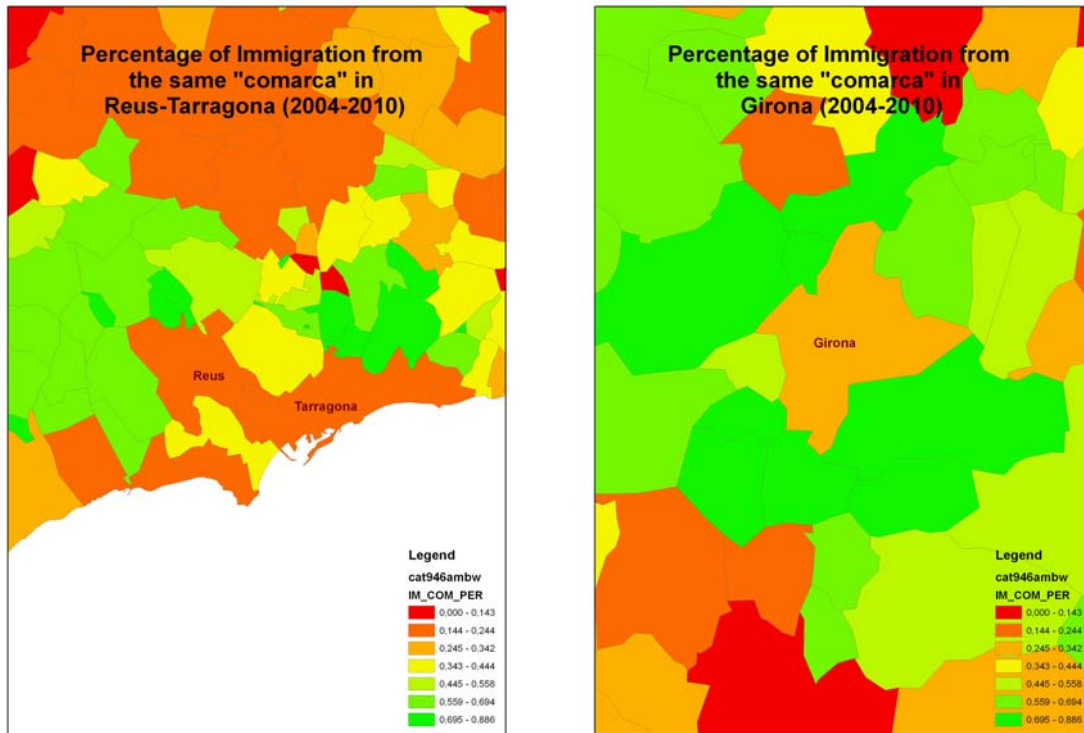 Percentage of Immigration from
the same "comarca" in
Reus-Tarragona (2004-2010)
Reus
Tarragona
Legend
cat946ambw
IM_COM_PER
0,000 - 0,143
0,144 - 0,244
0,245 - 0,342
0,343 - 0,444
0,445 - 0,558
0,559 - 0,694
0,695 - 0,886
Percentage of Immigration from
the same "comarca" in
Girona (2004-2010)
Girona
Legend
cat946ambw
IM_COM_PER
0,000 - 0,143
0,144 - 0,244
0,245 - 0,342
0,343 - 0,444
0,445 - 0,558
0,559 - 0,694
0,695 - 0,886